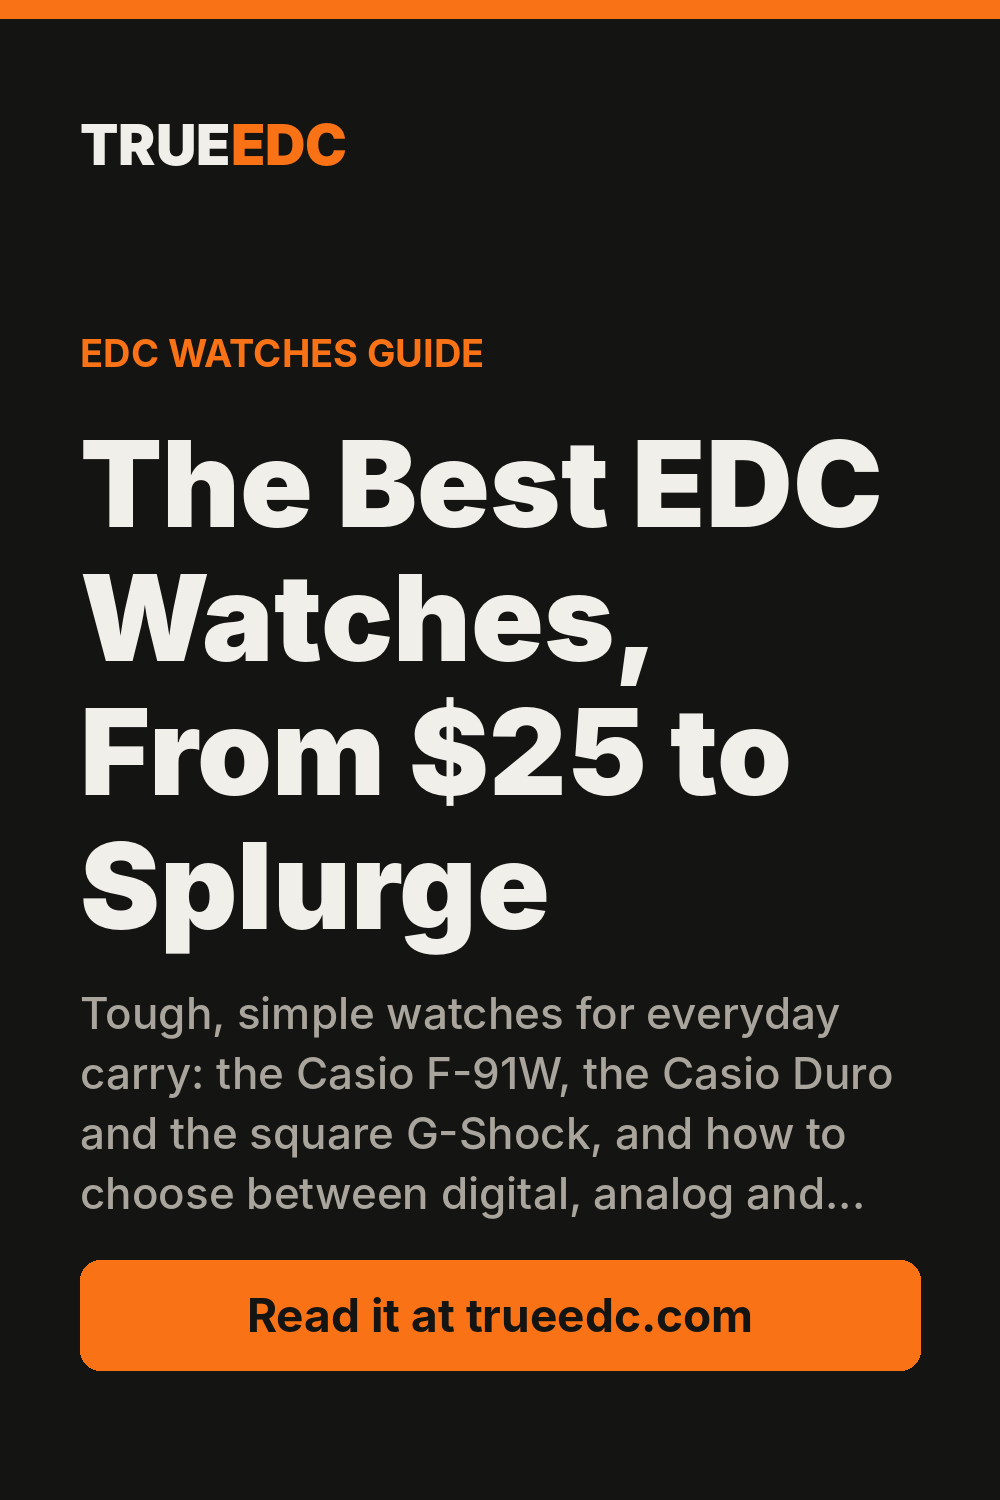 TRUEEDC
EDC WATCHES GUIDE
The Best EDC
Watches,
From $25 to
Splurge
Tough, simple watches for everyday
carry: the Casio F-91W, the Casio Duro
and the square G-Shock, and how to
choose between digital, analog and...
Read it at trueedc.com